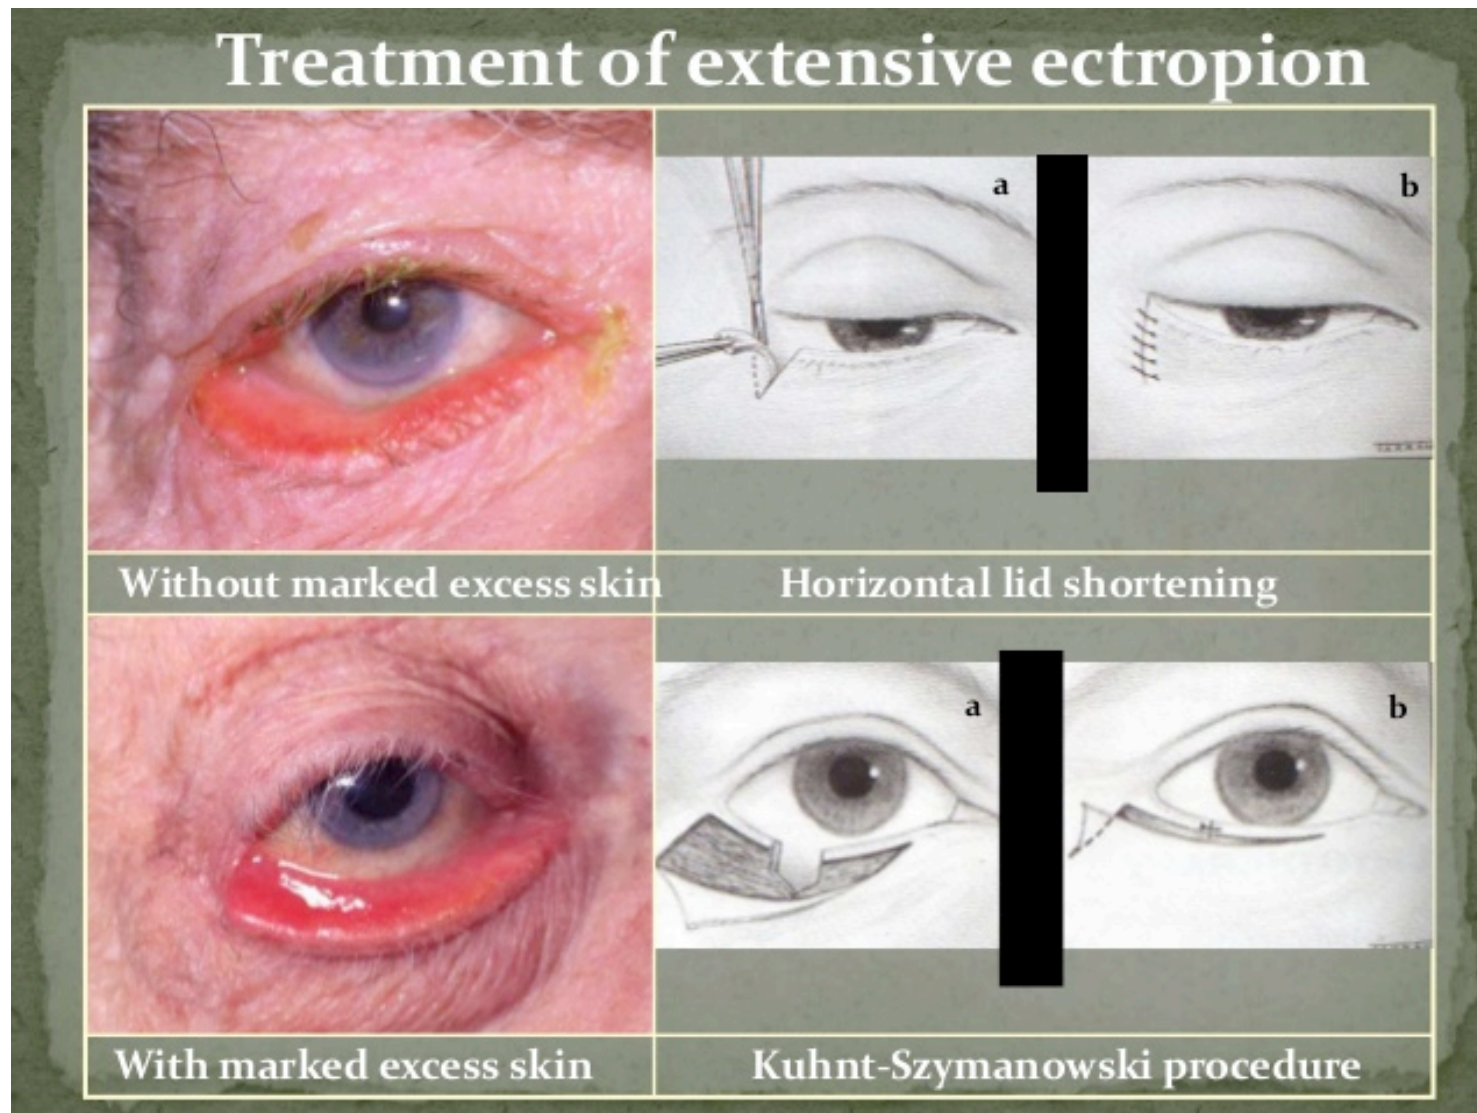 Treatment of extensive ectropion
a
b
Without marked excess skin
Horizontal lid shortening
a
b
With marked excess skin
Kuhnt-Szymanowski procedure